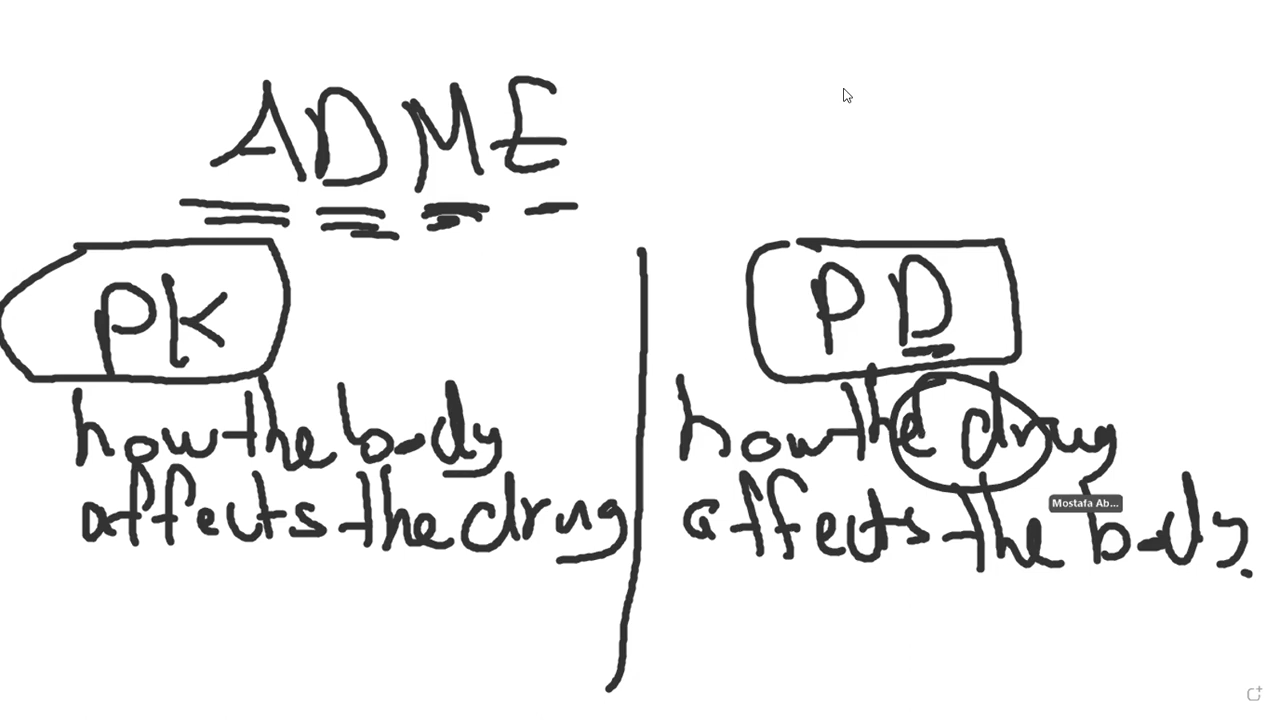 ADME
PK
how the body
affects the drug
PD
how the drug
affects the body.
Mostafa Ab...